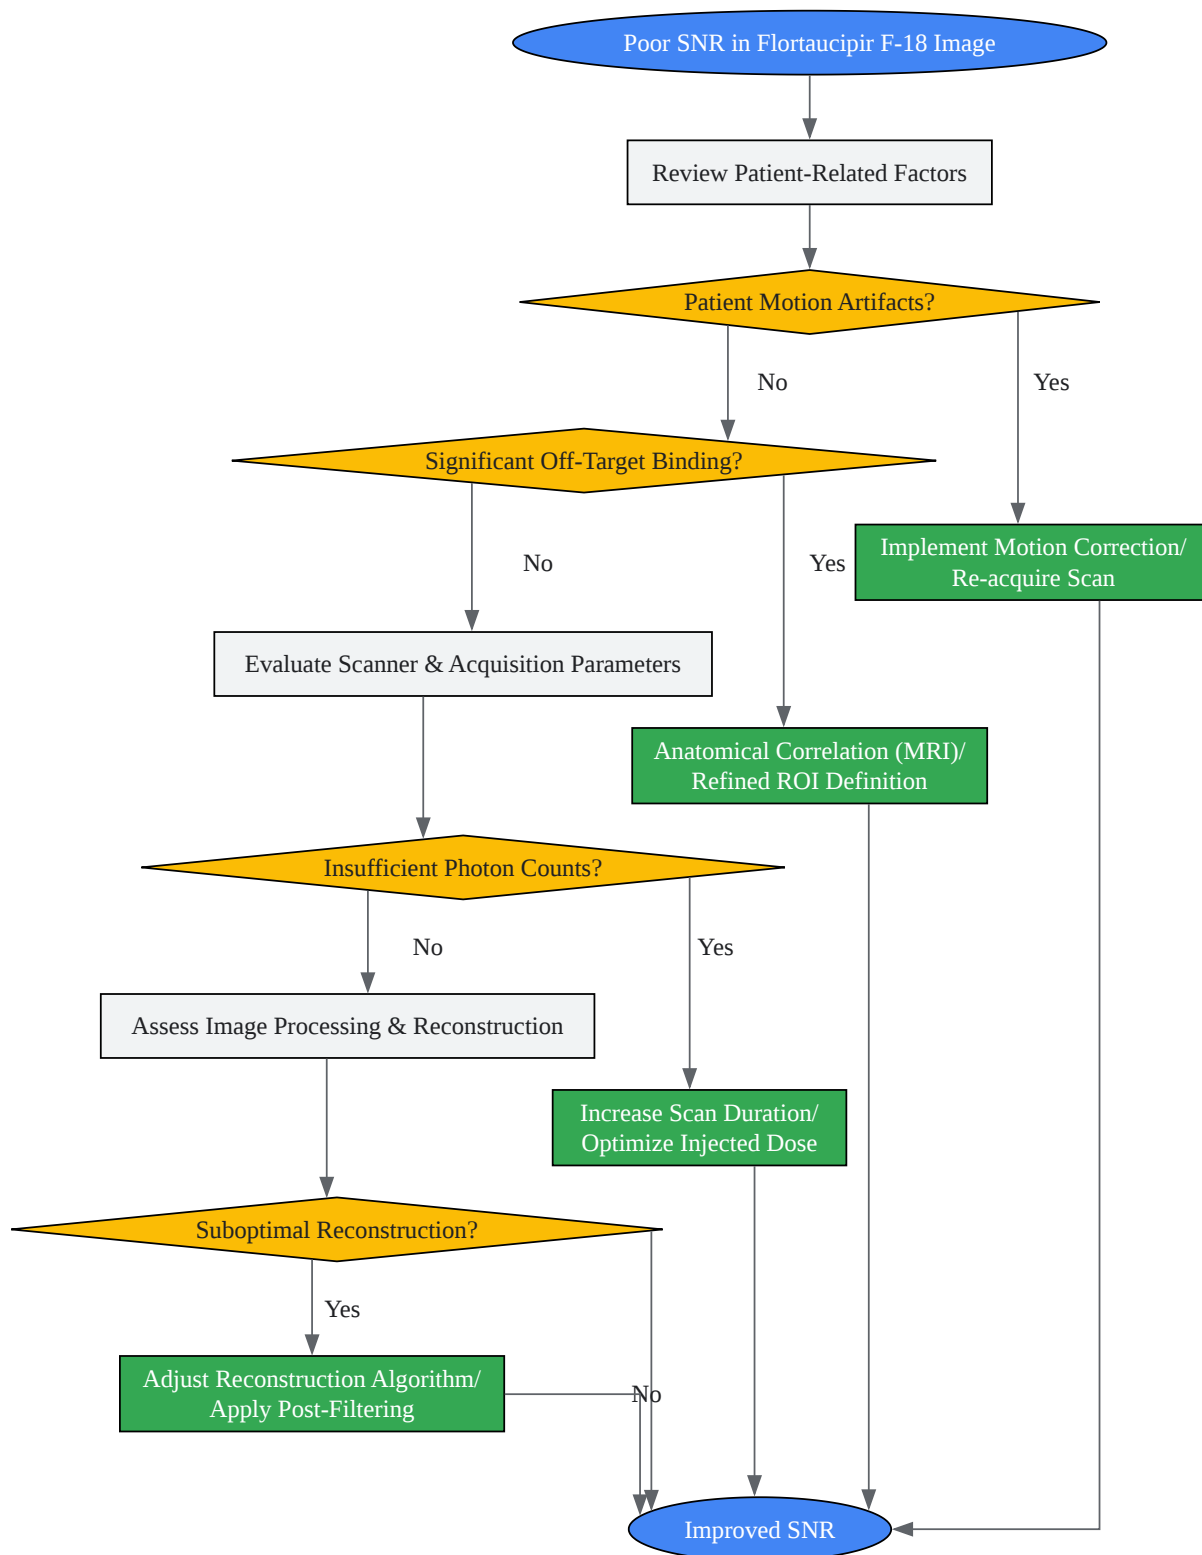 Poor SNR in Flortaucipir F-18 Image
Review Patient-Related Factors
Patient Motion Artifacts?
No
Yes
Significant Off-Target Binding?
Implement Motion Correction/
Re-acquire Scan
No
Yes
Evaluate Scanner & Acquisition Parameters
Anatomical Correlation (MRI)/
Refined ROI Definition
Insufficient Photon Counts?
No
Yes
Assess Image Processing & Reconstruction
Increase Scan Duration/
Optimize Injected Dose
Suboptimal Reconstruction?
Yes
Adjust Reconstruction Algorithm/
Apply Post-Filtering
No
Improved SNR